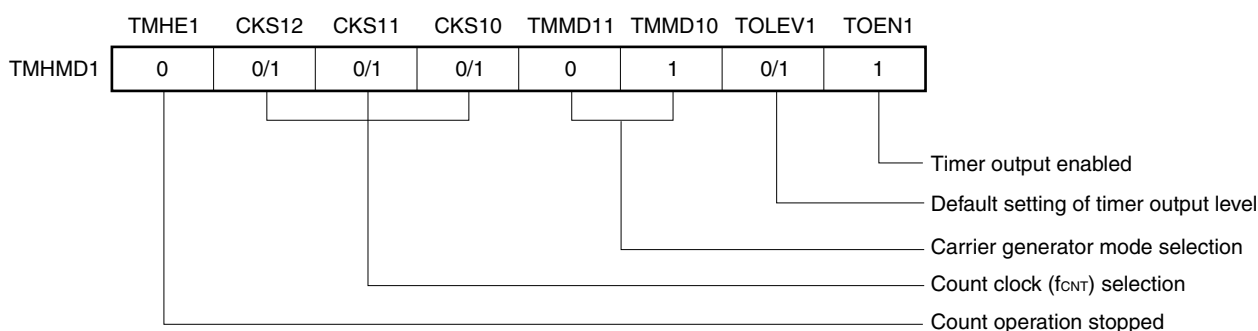 TMHE1 CKS12 CKS11 CKS10 TMMD11 TMMD10 TOLEV1 TOEN1
TMHMD1 0 0/1 0/1 0/1 0 1 0/1 1
Timer output enabled
Default setting of timer output level
Carrier generator mode selection
Count clock (fCNT) selection
Count operation stopped